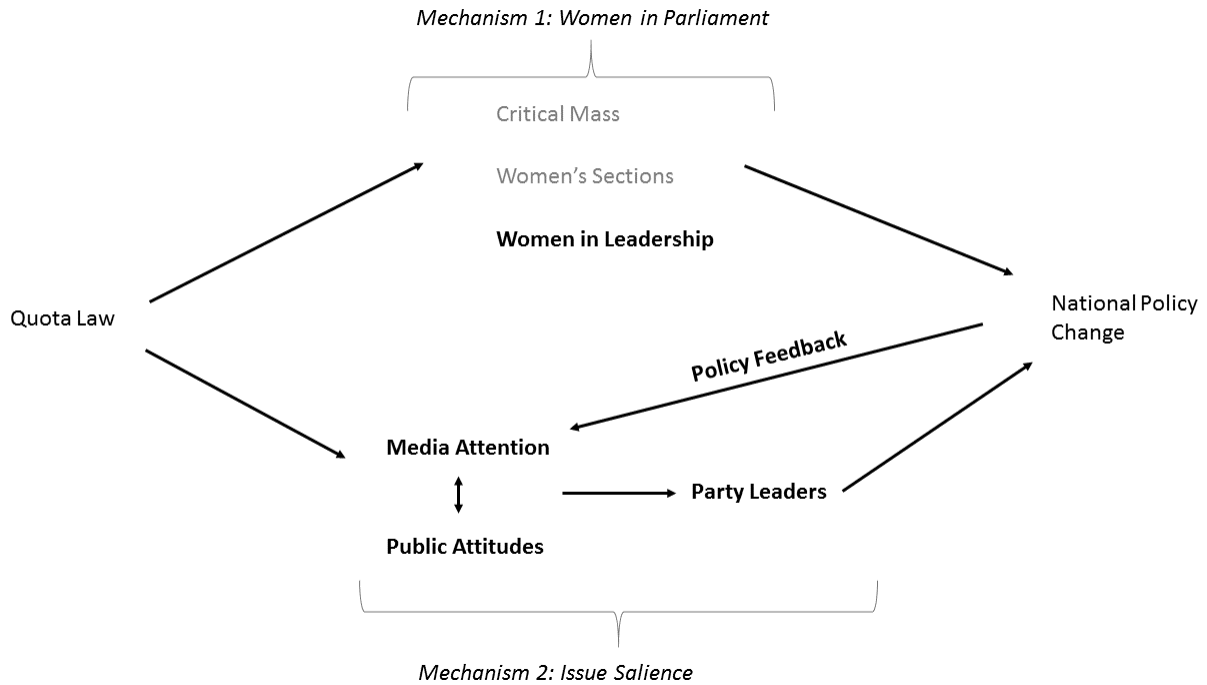 Mechanism 1: Women in Parliament
Critical Mass
Women's Sections
Women in Leadership
Quota Law
National Policy
Change
Policy Feedback
Media Attention
Party Leaders
Public Attitudes
Mechanism 2: Issue Salience